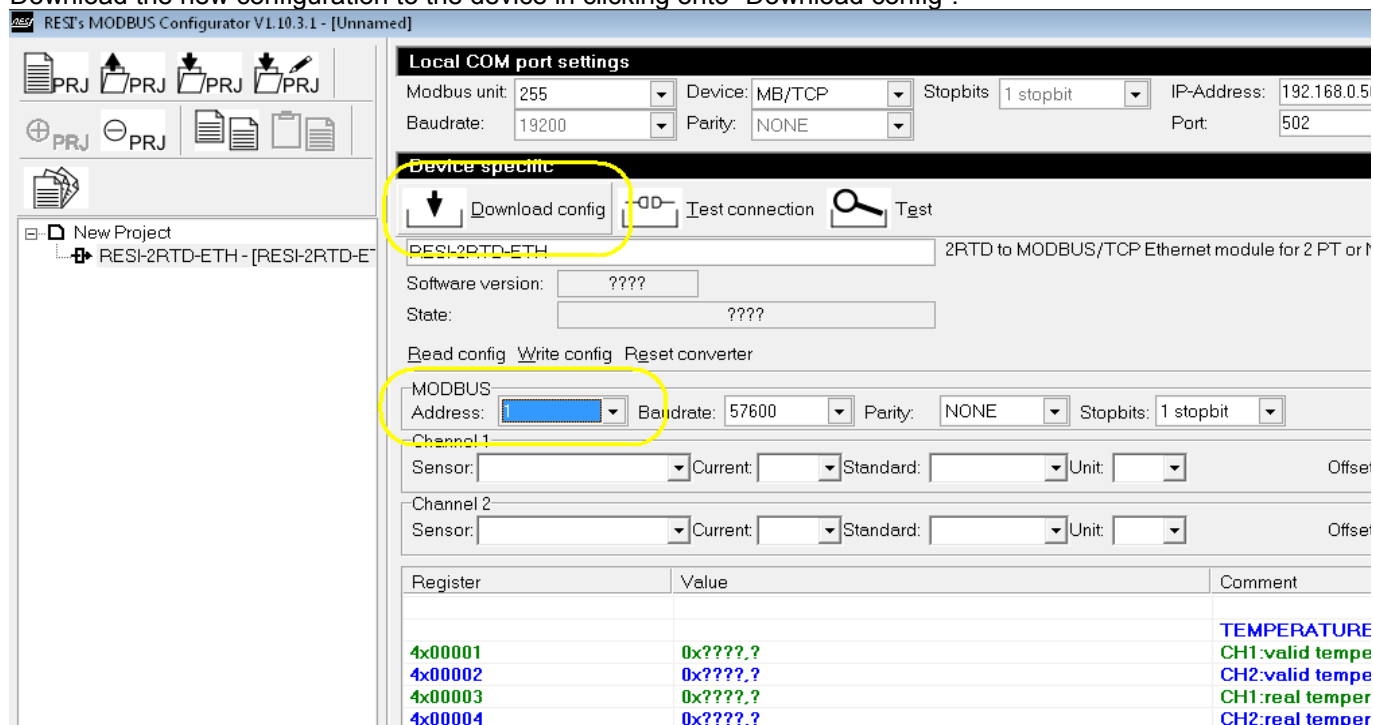 Download the new configuration to the device in clicking onto "Download config".
RESI's MODBUS Configurator V1.10.3.1 - [Unnamed]
PRJ PRJ PRJ PRJ
PRJ PRJ
New Project
RESI-2RTD-ETH - [RESI-2RTD-ET
Local COM port settings
Modbus unit: 255 Device: MB/TCP Stopbits 1 stopbit IP-Address: 192.168.0.5
Baudrate: 19200 Parity: NONE Port: 502
Device specific
Download config Test connection Test
RESI-2RTD-ETH 2RTD to MODBUS/TCP Ethernet module for 2 PT or
Software version: ????
State: ????
Read config Write config Reset converter
MODBUS
Address: 1 Baudrate: 57600 Parity: NONE Stopbits: 1 stopbit
Channel 1
Sensor: Current: Standard: Unit: Offset
Channel 2
Sensor: Current: Standard: Unit: Offset
Register Value Comment
TEMPERATURE
4x00001 0x????,? CH1:valid tempe
4x00002 0x????,? CH2:valid tempe
4x00003 0x????,? CH1:real temper
4x00004 0x????,? CH2:real temper